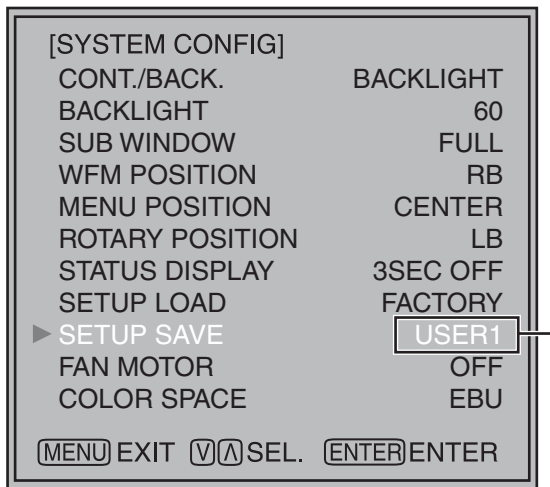 [SYSTEM CONFIG]
CONT./BACK. BACKLIGHT
BACKLIGHT 60
SUB WINDOW FULL
WFM POSITION RB
MENU POSITION CENTER
ROTARY POSITION LB
STATUS DISPLAY 3SEC OFF
SETUP LOAD FACTORY
▶ SETUP SAVE USER1
FAN MOTOR OFF
COLOR SPACE EBU
MENU EXIT ∨ ∧ SEL. ENTER ENTER